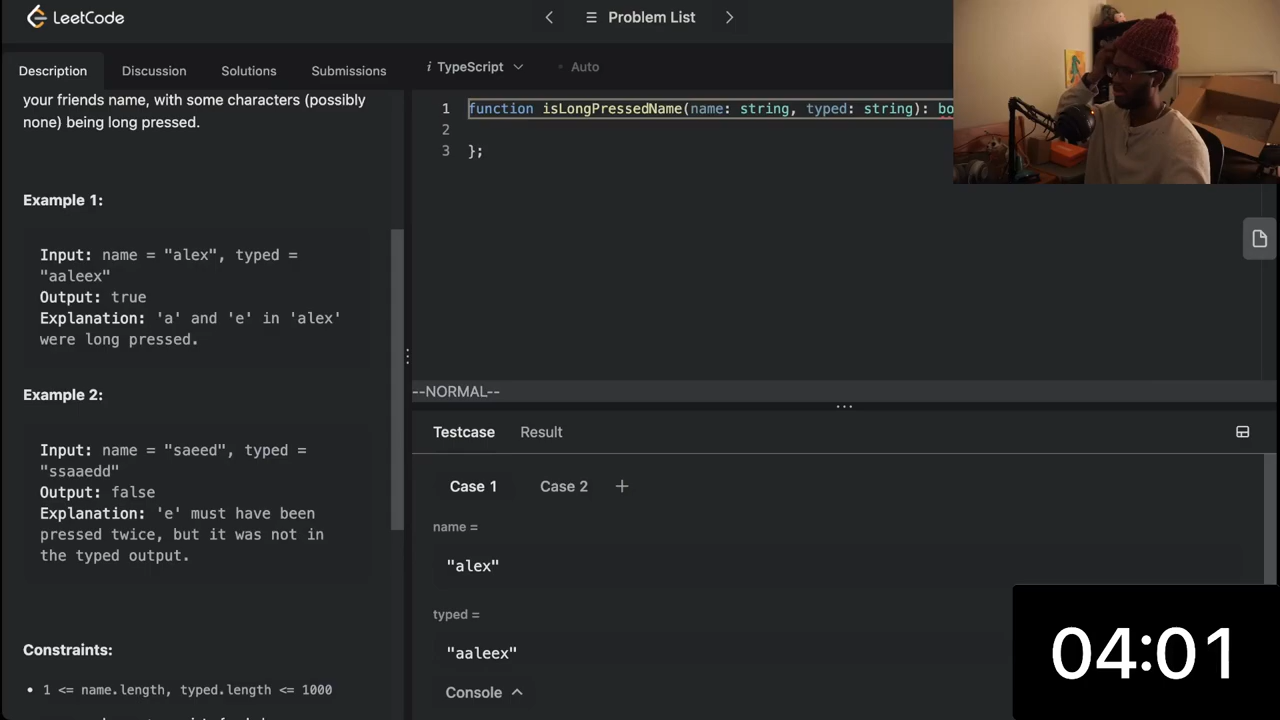 LeetCode
Problem List
Description
Discussion
Solutions
Submissions
i TypeScript
Auto
your friends name, with some characters (possibly
none) being long pressed.
Example 1:
Input: name = "alex", typed =
"aaleex"
Output: true
Explanation: 'a' and 'e' in 'alex'
were long pressed.
Example 2:
Input: name = "saeed", typed =
"ssaaedd"
Output: false
Explanation: 'e' must have been
pressed twice, but it was not in
the typed output.
Constraints:
• 1 <= name.length, typed.length <= 1000
1 function isLongPressedName(name: string, typed: string): bo
2
3 };
--NORMAL--
Testcase
Result
Case 1
Case 2
+
name =
"alex"
typed =
"aaleex"
Console
04:01